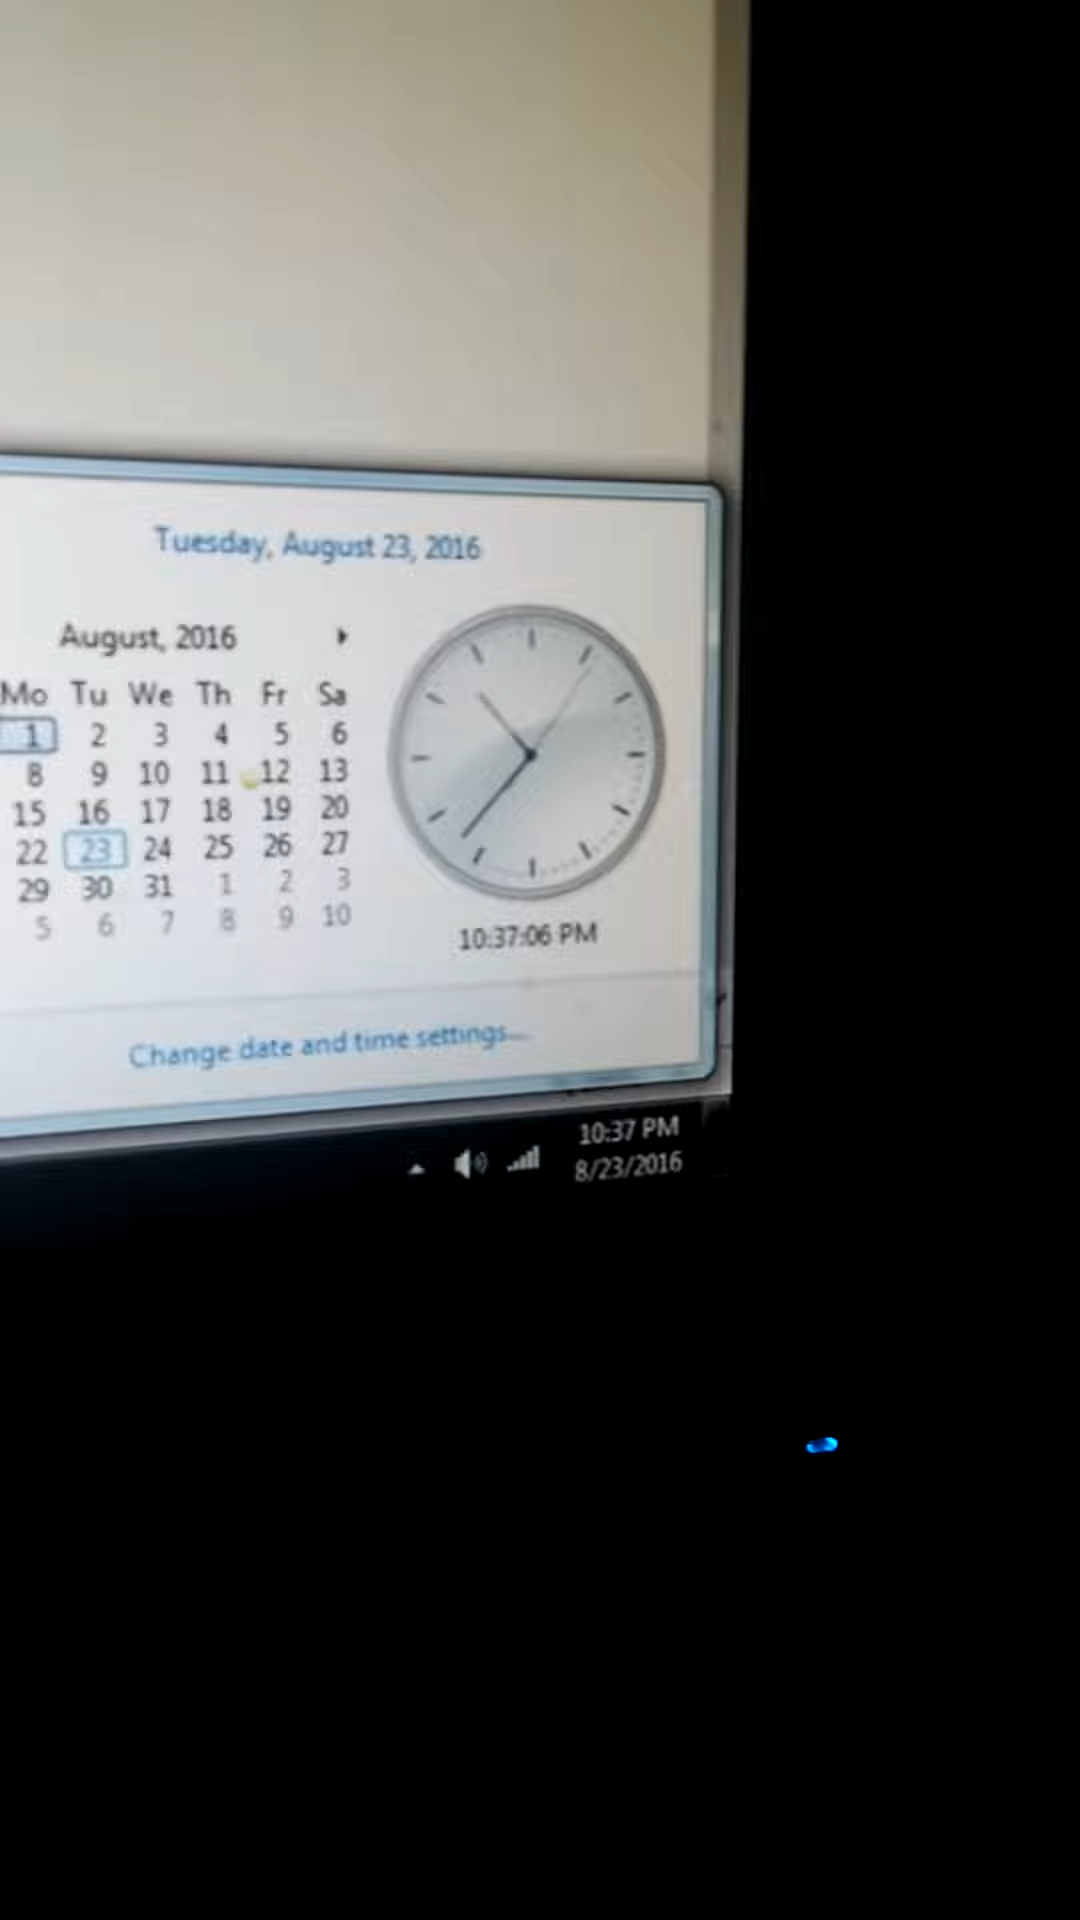 Tuesday, August 23, 2016
August, 2016
Mo Tu We Th Fr Sa
1 2 3 4 5 6
8 9 10 11 12 13
15 16 17 18 19 20
22 23 24 25 26 27
29 30 31 1 2 3
5 6 7 8 9 10
10:37:06 PM
Change date and time settings...
10:37 PM
8/23/2016